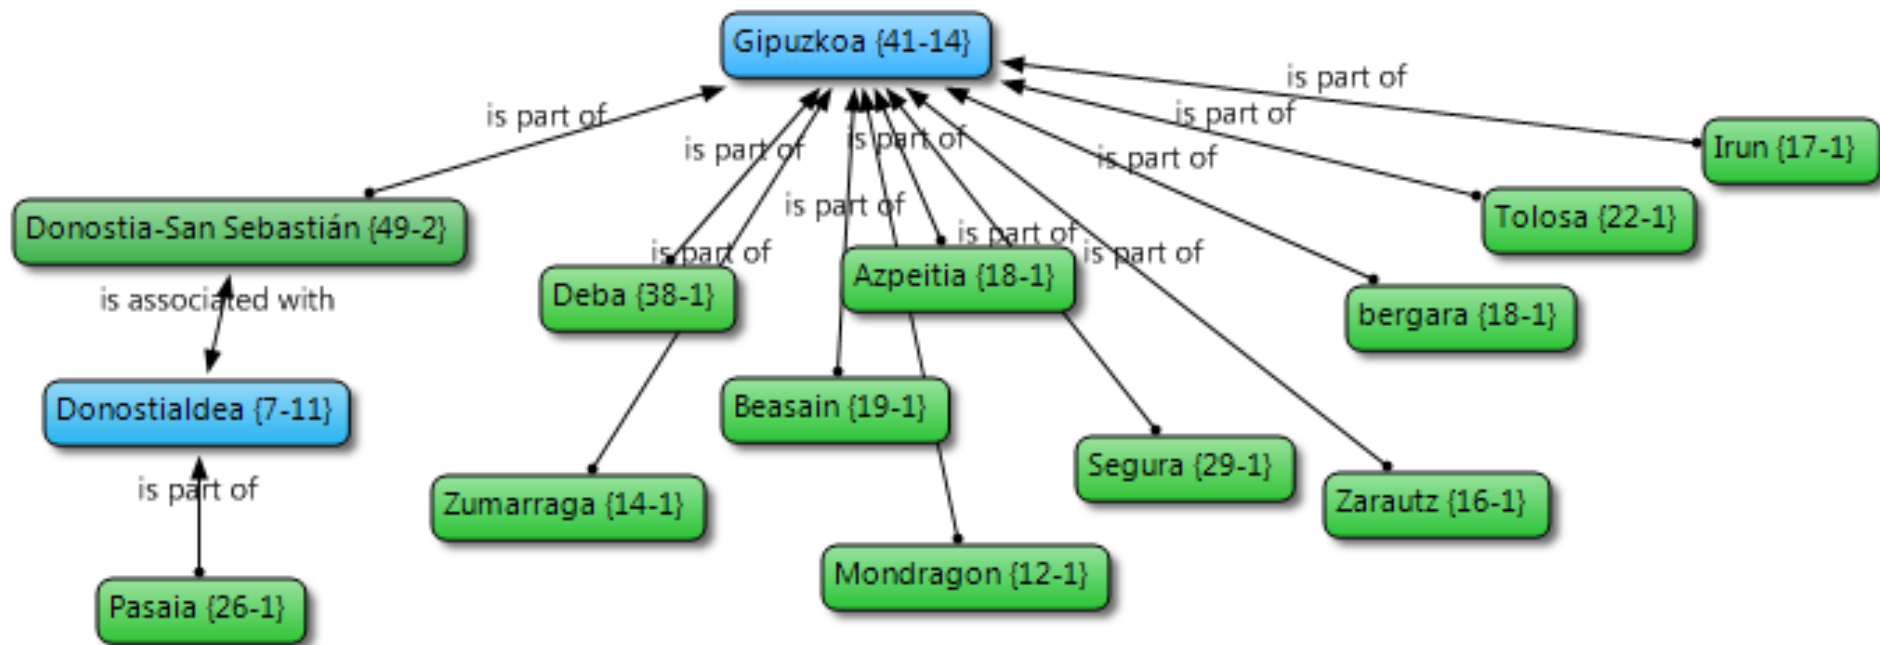 Gipuzkoa {41-14}
is part of
is part of
is part of
is part of
is part of
is part of
Irun {17-1}
is part of
Tolosa {22-1}
Donostia-San Sebastián {49-2}
is part of
is part of
is part of
is part of
Azpeitia {18-1}
Deba {38-1}
is associated with
bergara {18-1}
Donostialdea {7-11}
Beasain {19-1}
Segura {29-1}
is part of
Zumarraga {14-1}
Zarautz {16-1}
Mondragon {12-1}
Pasaia {26-1}